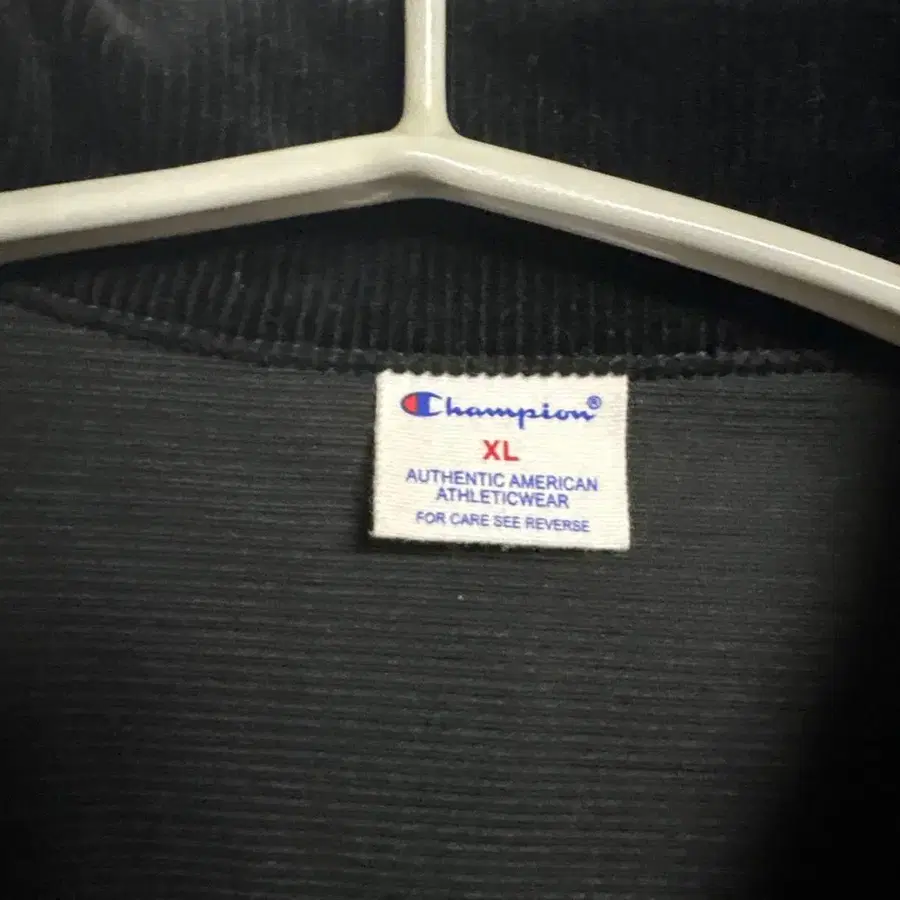 Champion®
XL
AUTHENTIC AMERICAN
ATHLETICWEAR
FOR CARE SEE REVERSE